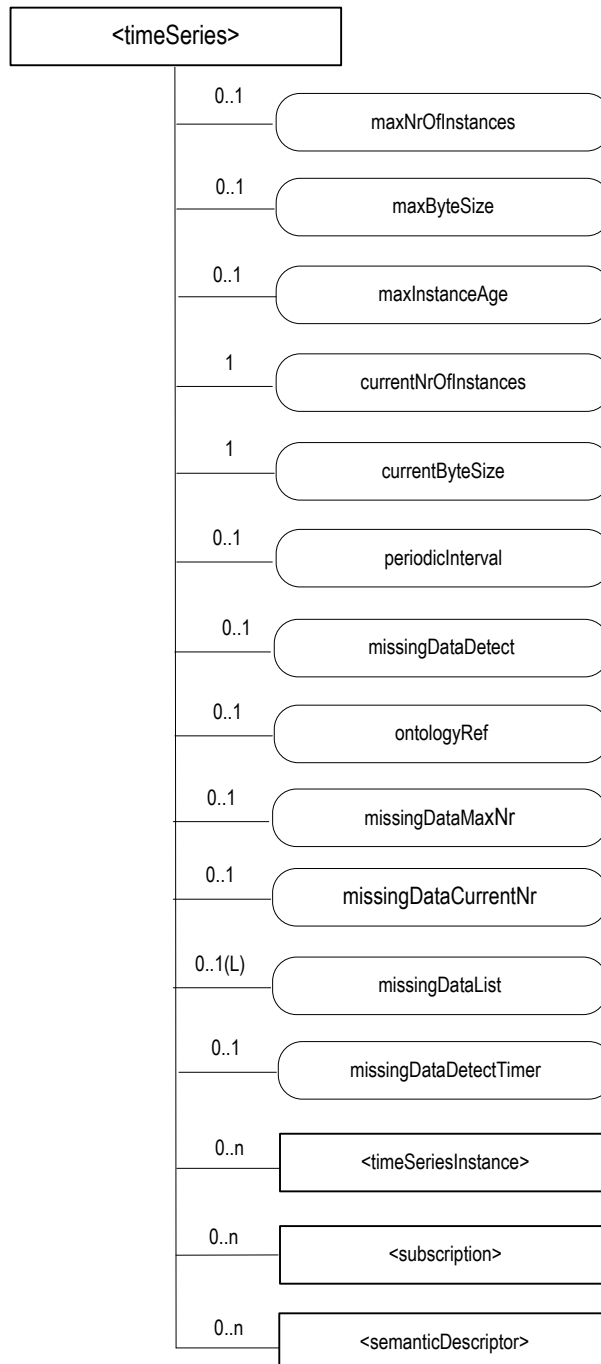 <timeSeries>
0..1
maxNrOfInstances
0..1
maxByteSize
0..1
maxInstanceAge
1
currentNrOfInstances
1
currentByteSize
0..1
periodicInterval
0..1
missingDataDetect
0..1
ontologyRef
0..1
missingDataMaxNr
0..1
missingDataCurrentNr
0..1(L)
missingDataList
0..1
missingDataDetectTimer
0..n
<timeSeriesInstance>
0..n
<subscription>
0..n
<semanticDescriptor>